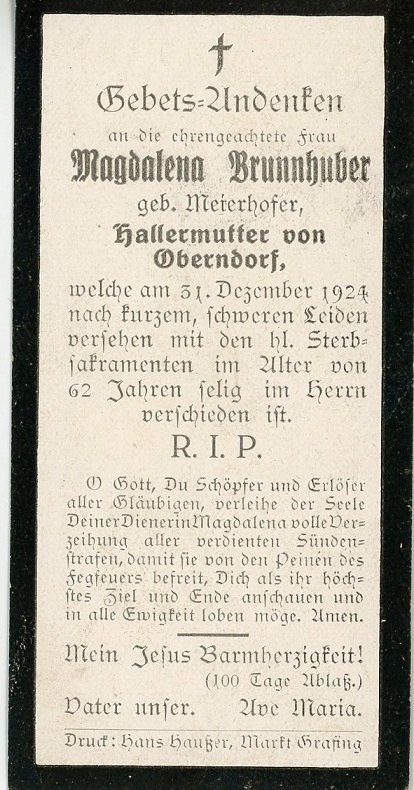 Gebets=Andenken
an die ehrengeachtete Frau
Magdalena Brunnhuber
geb. Meierhofer,
Hallermutter von
Oberndorf,
welche am 31. Dezember 1924
nach kurzem, schweren Leiden
versehen mit den hl. Sterb=
sakramenten im Alter von
62 Jahren selig im Herrn
verschieden ist.
R. I. P.
O Gott, Du Schöpfer und Erlöser
aller Gläubigen, verleihe der Seele
Deiner Dienerin Magdalena volle Ver=
zeihung aller verdienten Sünden=
strafen, damit sie von den Peinen des
Fegfeuers befreit, Dich als ihr höch=
stes Ziel und Ende anschauen und
in alle Ewigkeit loben möge. Amen.
Mein Jesus Barmherzigkeit!
(100 Tage Ablaß.)
Vater unser. Ave Maria.
Druck: Hans Haußer, Markt Grafing